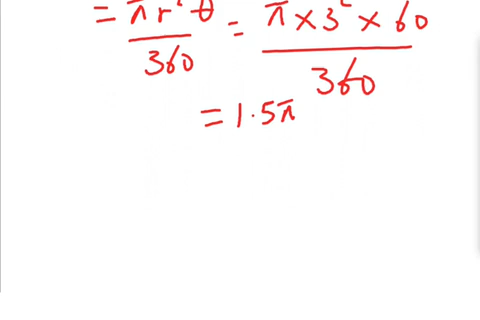 = πr²θ/360 = π×3²×60/360
= 1.5π